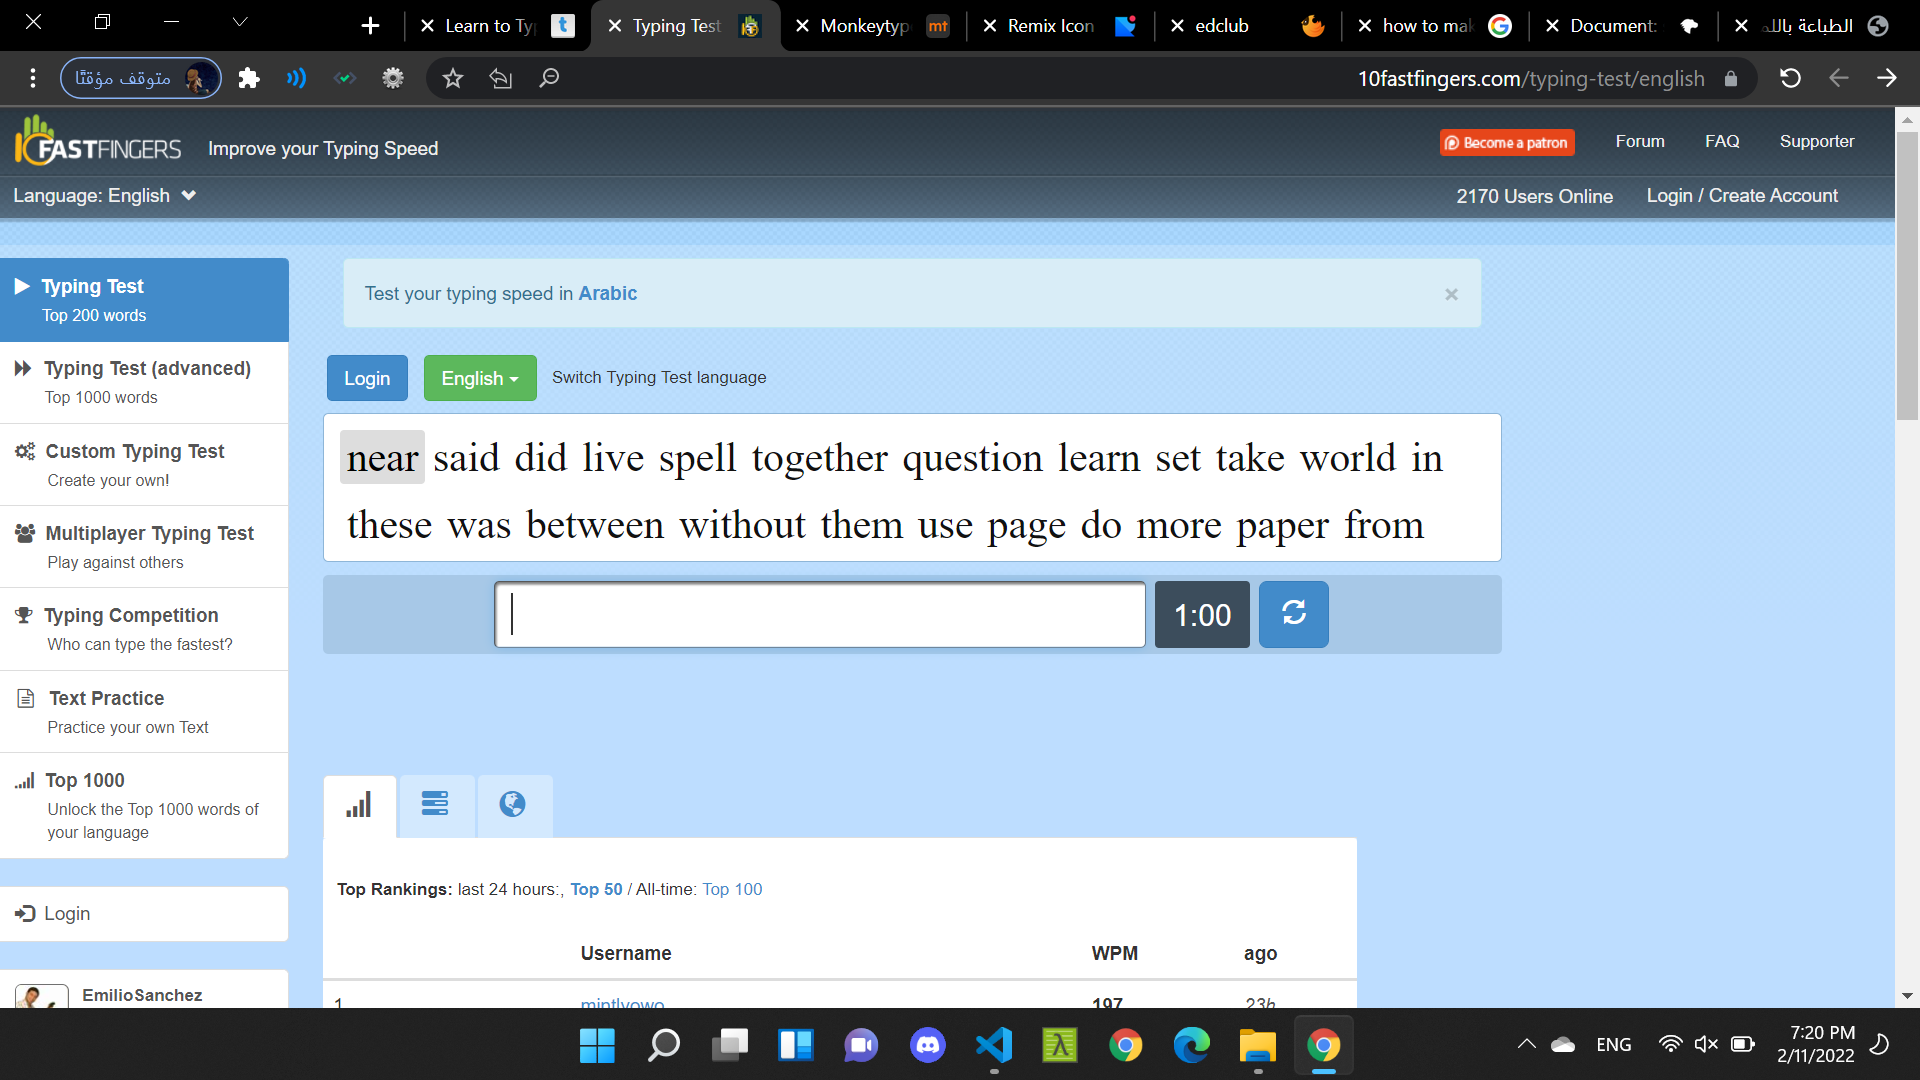 Learn to Ty
Typing Test
Monkeytyp
mt
Remix Icon
edclub
how to mak
Document:
الطباعة باللم
متوقف مؤقتًا
10fastfingers.com/typing-test/english
FASTFINGERS
Improve your Typing Speed
Become a patron
Forum
FAQ
Supporter
Language: English
2170 Users Online
Login / Create Account
Typing Test
Top 200 words
Typing Test (advanced)
Top 1000 words
Custom Typing Test
Create your own!
Multiplayer Typing Test
Play against others
Typing Competition
Who can type the fastest?
Text Practice
Practice your own Text
Top 1000
Unlock the Top 1000 words of
your language
Login
EmilioSanchez
Test your typing speed in Arabic
×
Login
English
Switch Typing Test language
near said did live spell together question learn set take world in
these was between without them use page do more paper from
1:00
Top Rankings: last 24 hours:, Top 50 / All-time: Top 100
Username WPM ago
1 mintlyowo 197 23h
ENG
7:20 PM
2/11/2022